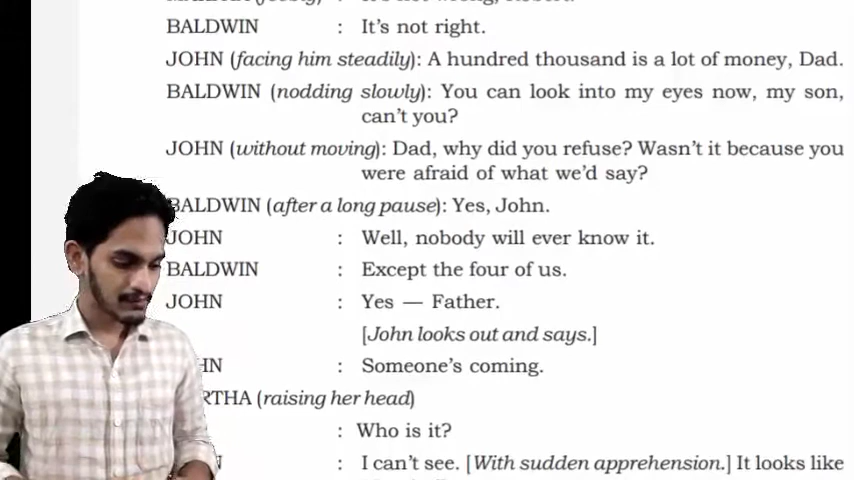 BALDWIN : It's not right.
JOHN (facing him steadily): A hundred thousand is a lot of money, Dad.
BALDWIN (nodding slowly): You can look into my eyes now, my son,
can't you?
JOHN (without moving): Dad, why did you refuse? Wasn't it because you
were afraid of what we'd say?
BALDWIN (after a long pause): Yes, John.
JOHN : Well, nobody will ever know it.
BALDWIN : Except the four of us.
JOHN : Yes — Father.
[John looks out and says.]
HN : Someone's coming.
RTHA (raising her head)
: Who is it?
: I can't see. [With sudden apprehension.] It looks like